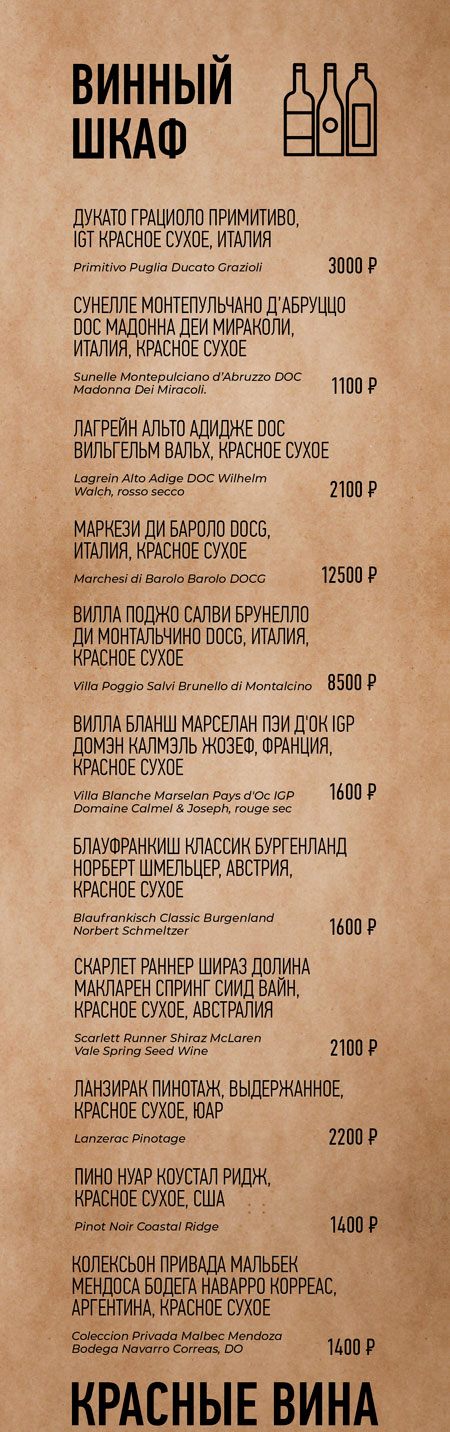 ВИННЫЙ
ШКАФ
ДУКАТО ГРАЦИОЛО ПРИМИТИВО,
IGT КРАСНОЕ СУХОЕ, ИТАЛИЯ
Primitivo Puglia Ducato Grazioli 3000 ₽
СУНЕЛЛЕ МОНТЕПУЛЬЧАНО Д'АБРУЦЦО
DOC МАДОННА ДЕИ МИРАКОЛИ,
ИТАЛИЯ, КРАСНОЕ СУХОЕ
Sunelle Montepulciano d'Abruzzo DOC
Madonna Dei Miracoli. 1100 ₽
ЛАГРЕЙН АЛЬТО АДИДЖЕ DOC
ВИЛЬГЕЛЬМ ВАЛЬХ, КРАСНОЕ СУХОЕ
Lagrein Alto Adige DOC Wilhelm
Walch, rosso secco 2100 ₽
МАРКЕЗИ ДИ БАРОЛО DOCG,
ИТАЛИЯ, КРАСНОЕ СУХОЕ
Marchesi di Barolo Barolo DOCG 12500 ₽
ВИЛЛА ПОДЖО САЛВИ БРУНЕЛЛО
ДИ МОНТАЛЬЧИНО DOCG, ИТАЛИЯ,
КРАСНОЕ СУХОЕ
Villa Poggio Salvi Brunello di Montalcino 8500 ₽
ВИЛЛА БЛАНШ МАРСЕЛАН ПЭИ Д'ОК IGP
ДОМЭН КАЛМЭЛЬ ЖОЗЕФ, ФРАНЦИЯ,
КРАСНОЕ СУХОЕ
Villa Blanche Marselan Pays d'Oc IGP 1600 ₽
Domaine Calmel & Joseph, rouge sec
БЛАУФРАНКИШ КЛАССИК БУРГЕНЛАНД
НОРБЕРТ ШМЕЛЬЦЕР, АВСТРИЯ,
КРАСНОЕ СУХОЕ
Blaufrankisch Classic Burgenland
Norbert Schmeltzer 1600 ₽
СКАРЛЕТ РАННЕР ШИРАЗ ДОЛИНА
МАКЛАРЕН СПРИНГ СИИД ВАЙН,
КРАСНОЕ СУХОЕ, АВСТРАЛИЯ
Scarlett Runner Shiraz McLaren
Vale Spring Seed Wine 2100 ₽
ЛАНЗИРАК ПИНОТАЖ, ВЫДЕРЖАННОЕ,
КРАСНОЕ СУХОЕ, ЮАР
Lanzerac Pinotage 2200 ₽
ПИНО НУАР КОУСТАЛ РИДЖ,
КРАСНОЕ СУХОЕ, США
Pinot Noir Coastal Ridge 1400 ₽
КОЛЕКСЬОН ПРИВАДА МАЛЬБЕК
МЕНДОСА БОДЕГА НАВАРРО КОРРЕАС,
АРГЕНТИНА, КРАСНОЕ СУХОЕ
Coleccion Privada Malbec Mendoza
Bodega Navarro Correas, DO 1400 ₽
КРАСНЫЕ ВИНА